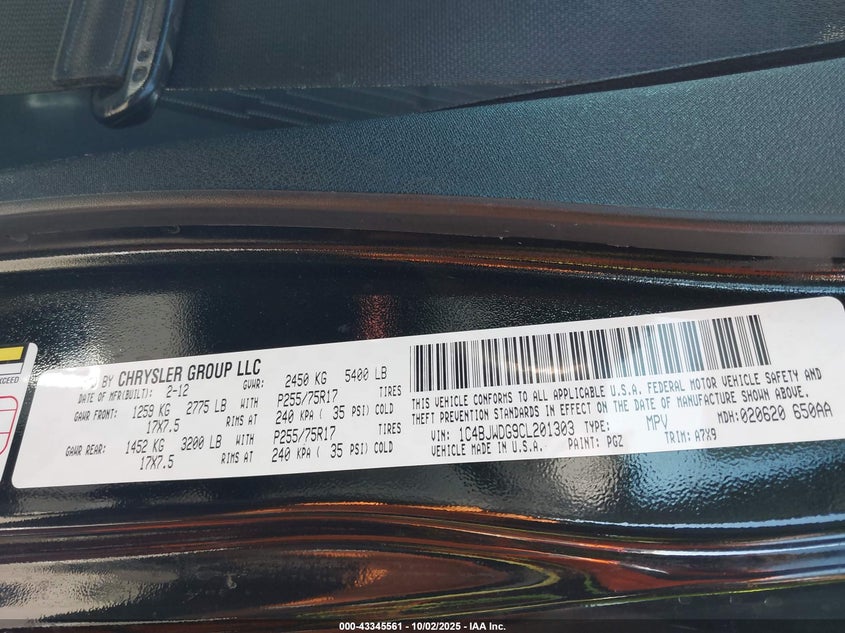 EXCEED
BY CHRYSLER GROUP LLC
DATE OF MFR(BUILT): 2-12 GVWR: 2450 KG 5400 LB
GAWR FRONT: 1259 KG 2775 LB WITH P255/75R17 TIRES
17X7.5 RIMS AT 240 KPA ( 35 PSI) COLD
GAWR REAR: 1452 KG 3200 LB WITH P255/75R17 TIRES
17X7.5 RIMS AT 240 KPA ( 35 PSI) COLD
THIS VEHICLE CONFORMS TO ALL APPLICABLE U.S.A. FEDERAL MOTOR VEHICLE SAFETY AND
THEFT PREVENTION STANDARDS IN EFFECT ON THE DATE OF MANUFACTURE SHOWN ABOVE.
VIN: 1C4BJWDG9CL201303 TYPE: MPV MDH:020620 650AA
VEHICLE MADE IN U.S.A. PAINT: PGZ TRIM: A7X9
000-43345561 - 10/02/2025 - IAA Inc.